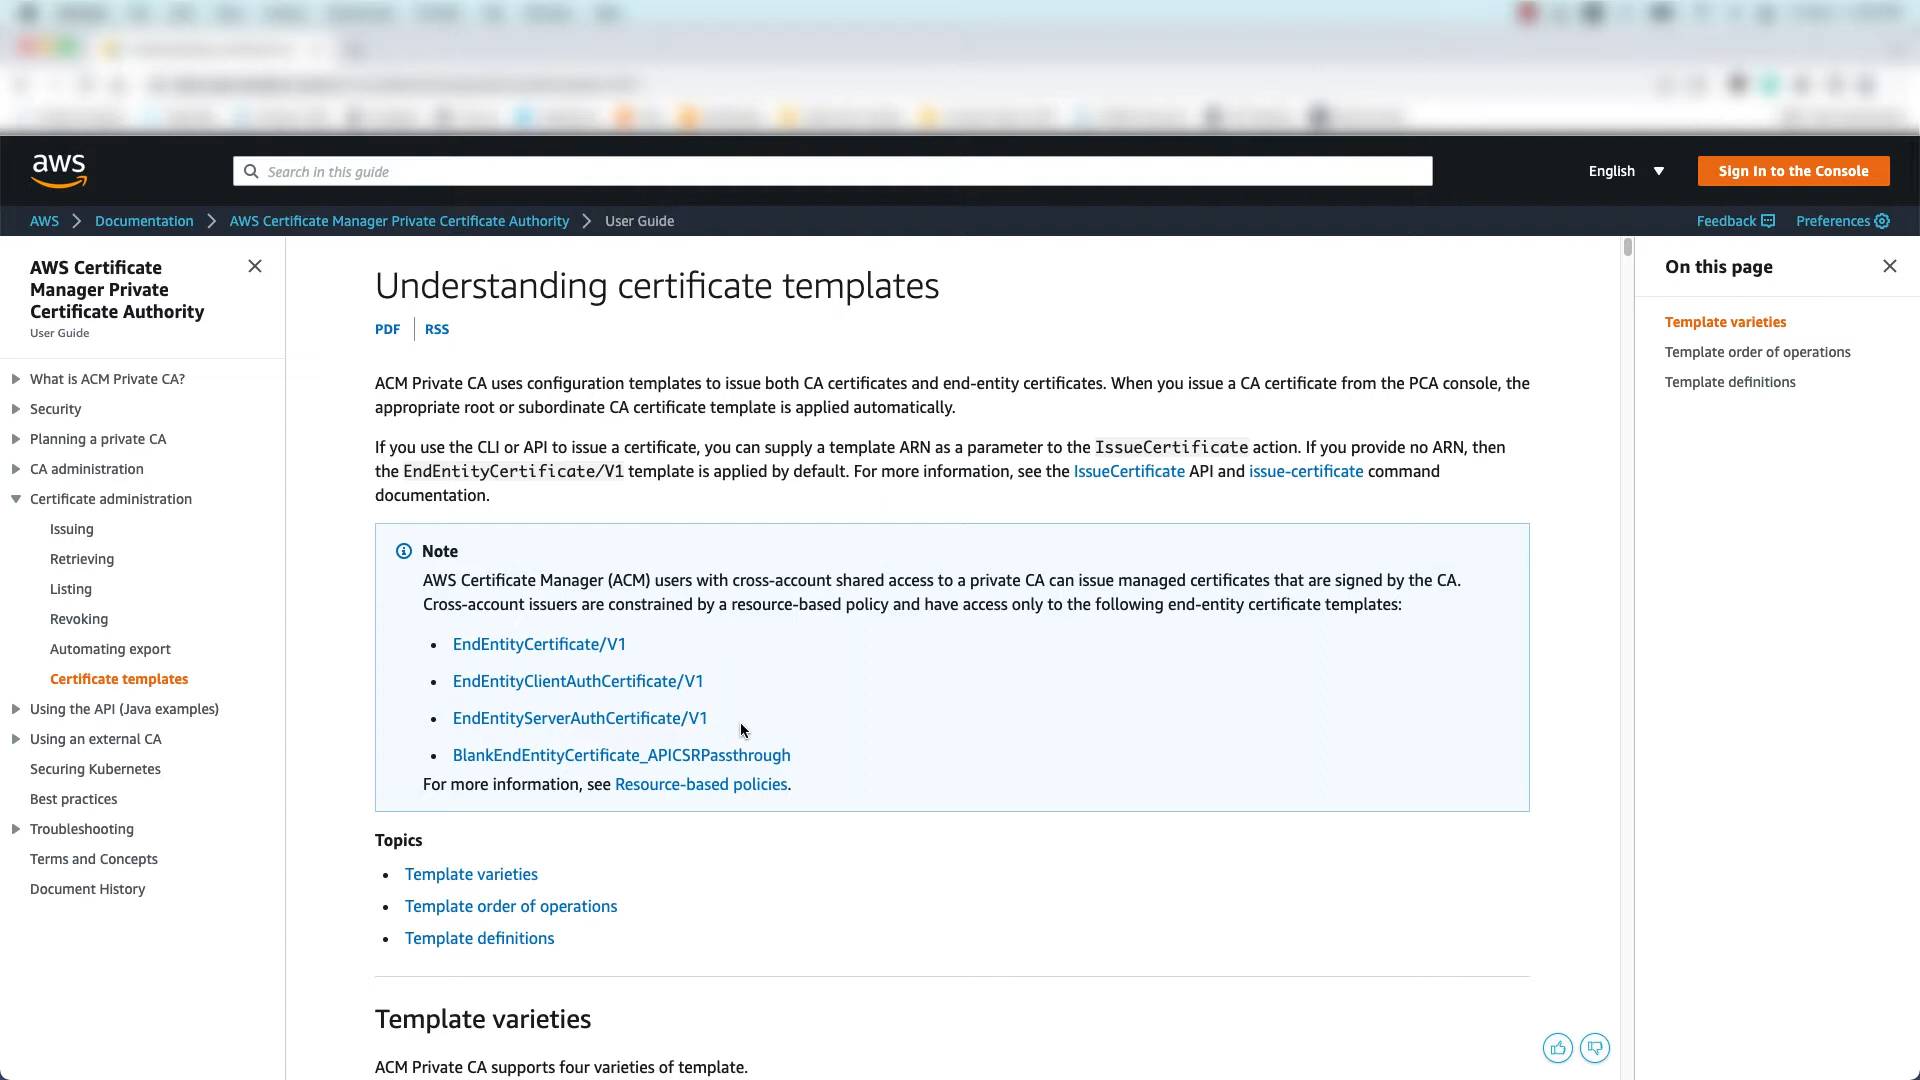 aws
Search in this guide
English
Sign In to the Console
AWS
Documentation
AWS Certificate Manager Private Certificate Authority
User Guide
Feedback
Preferences
AWS Certificate
Manager Private
Certificate Authority
User Guide
What is ACM Private CA?
Security
Planning a private CA
CA administration
Certificate administration
Issuing
Retrieving
Listing
Revoking
Automating export
Certificate templates
Using the API (Java examples)
Using an external CA
Securing Kubernetes
Best practices
Troubleshooting
Terms and Concepts
Document History
Understanding certificate templates
PDF
RSS
ACM Private CA uses configuration templates to issue both CA certificates and end-entity certificates. When you issue a CA certificate from the PCA console, the
appropriate root or subordinate CA certificate template is applied automatically.
If you use the CLI or API to issue a certificate, you can supply a template ARN as a parameter to the IssueCertificate action. If you provide no ARN, then
the EndEntityCertificate/V1 template is applied by default. For more information, see the IssueCertificate API and issue-certificate command
documentation.
Note
AWS Certificate Manager (ACM) users with cross-account shared access to a private CA can issue managed certificates that are signed by the CA.
Cross-account issuers are constrained by a resource-based policy and have access only to the following end-entity certificate templates:
• EndEntityCertificate/V1
• EndEntityClientAuthCertificate/V1
• EndEntityServerAuthCertificate/V1
• BlankEndEntityCertificate_APICSRPassthrough
For more information, see Resource-based policies.
Topics
• Template varieties
• Template order of operations
• Template definitions
Template varieties
ACM Private CA supports four varieties of template.
On this page
Template varieties
Template order of operations
Template definitions